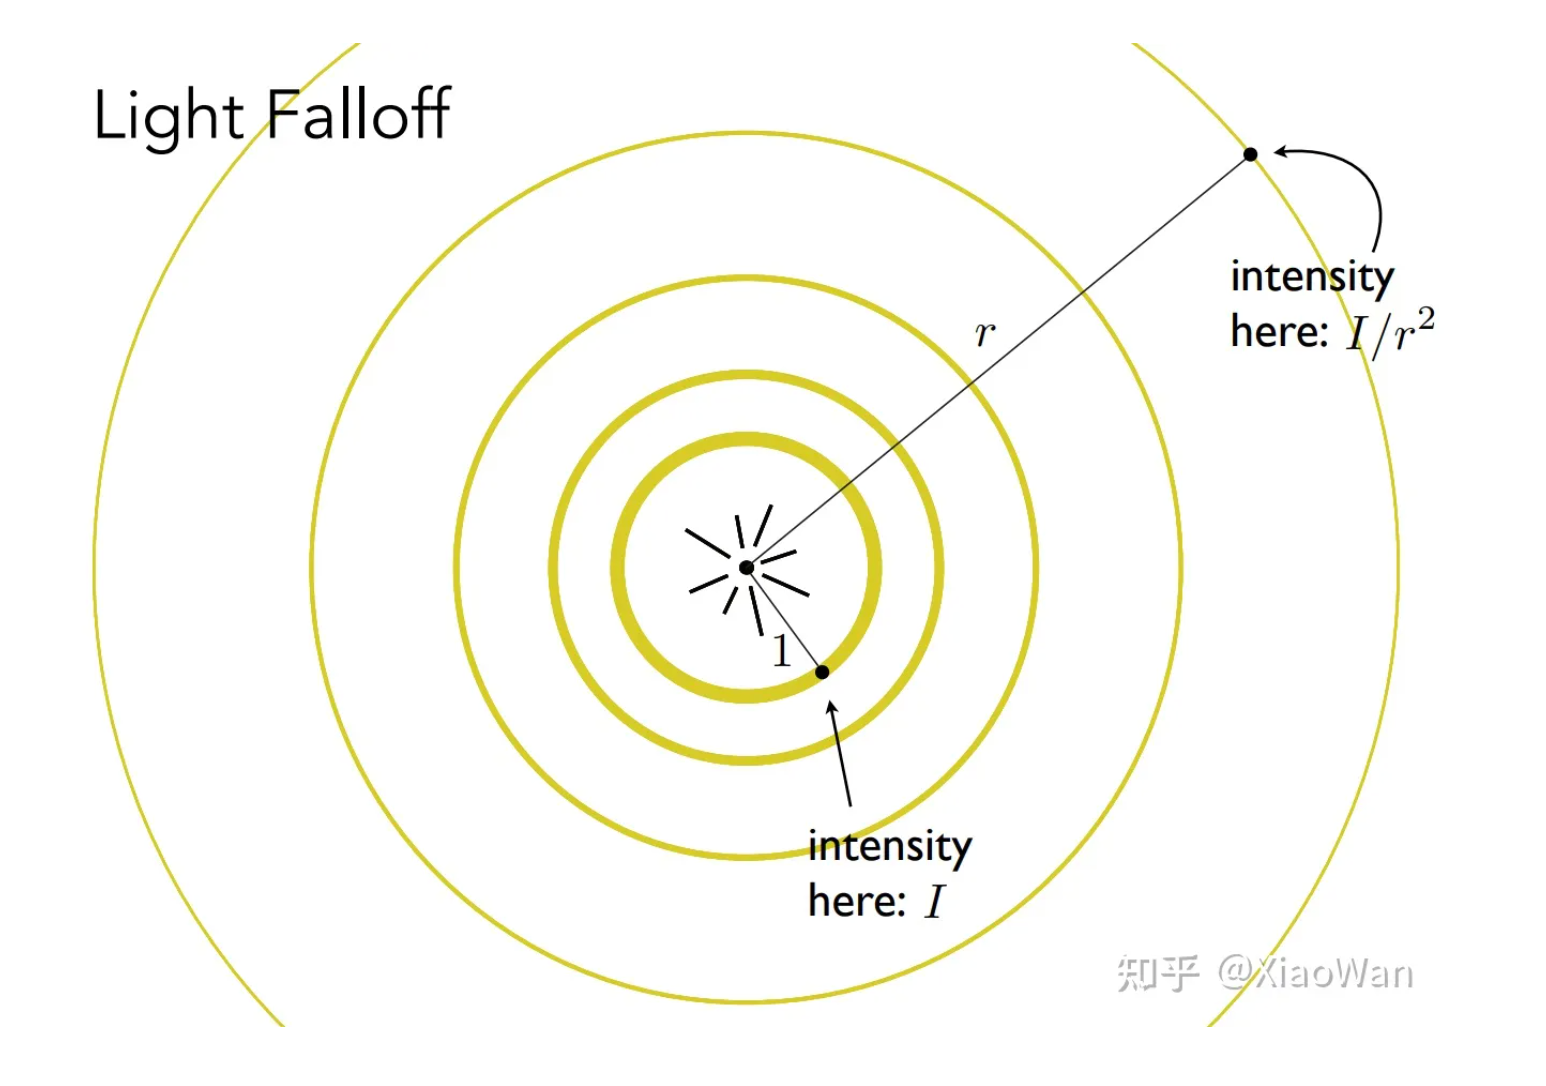 Light Falloff
intensity
here: I/r²
r
1
intensity
here: I
知乎 @XiaoWan